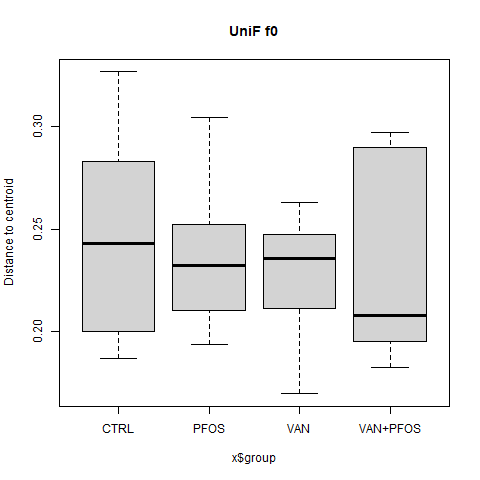 UniF f0
Distance to centroid
0.30
0.25
0.20
CTRL PFOS VAN VAN+PFOS
x$group